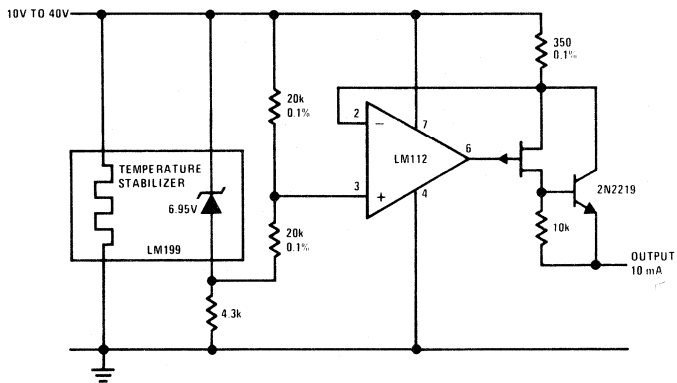 10V TO 40V
350
0.1%
20k
0.1%
2
7
6
LM112
3
4
TEMPERATURE
STABILIZER
6.95V
LM199
20k
0.1%
2N2219
10k
OUTPUT
10 mA
4.3k